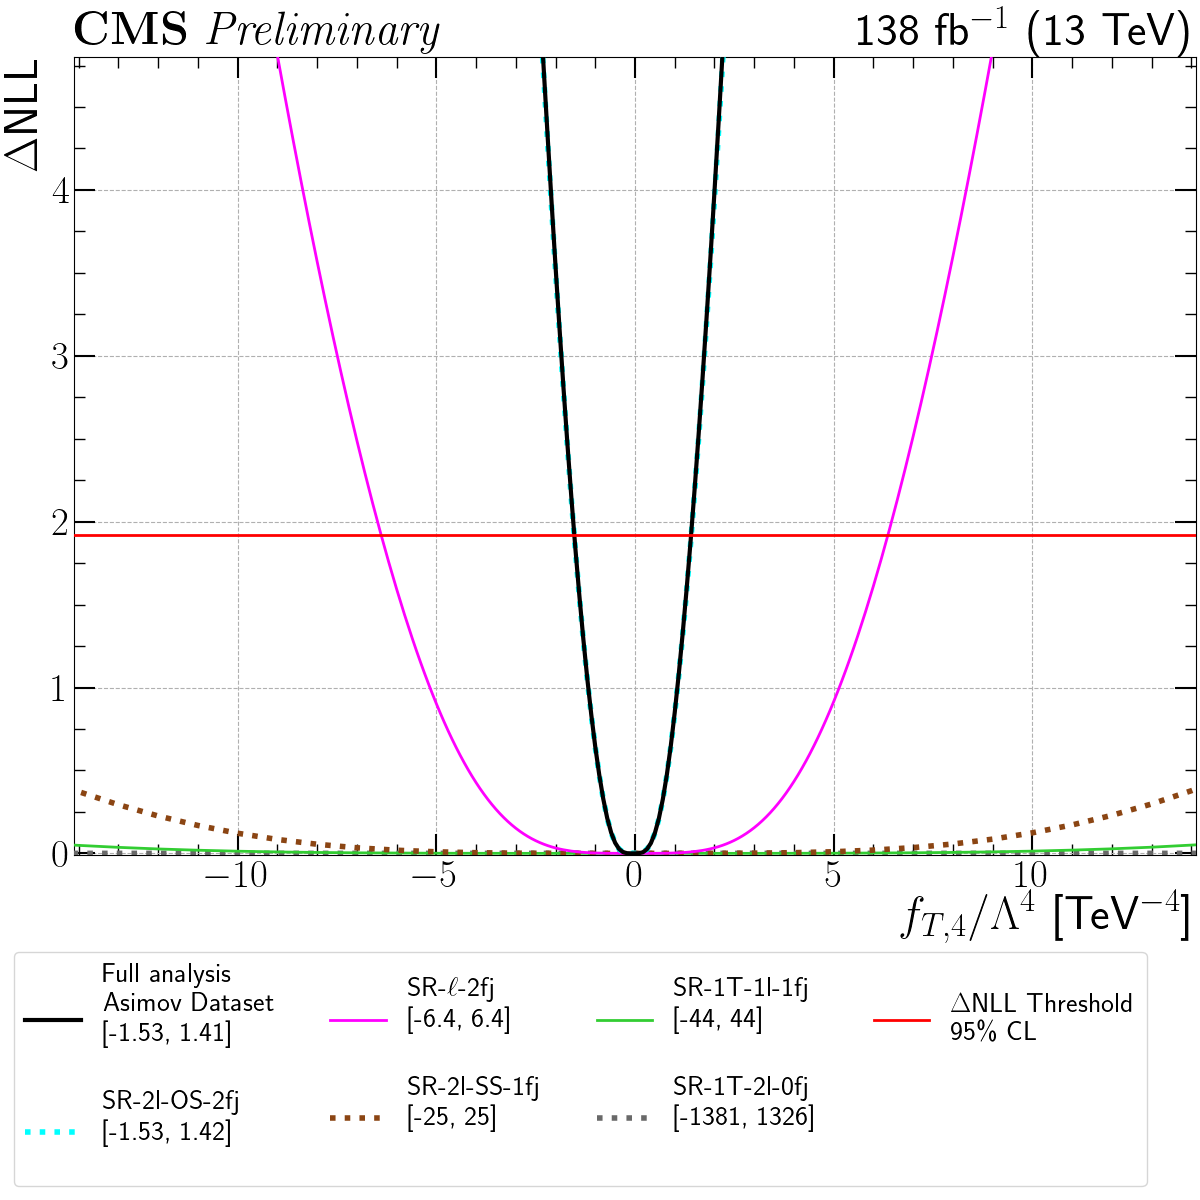 CMS Preliminary 138 fb⁻¹ (13 TeV)
ΔNLL
4
3
2
1
0
−10 −5 0 5 10
f_{T,4}/Λ⁴ [TeV⁻⁴]
Full analysis
Asimov Dataset
[-1.53, 1.41]
SR-2l-OS-2fj
[-1.53, 1.42]
SR-ℓ-2fj
[-6.4, 6.4]
SR-2l-SS-1fj
[-25, 25]
SR-1T-1l-1fj
[-44, 44]
SR-1T-2l-0fj
[-1381, 1326]
ΔNLL Threshold
95% CL